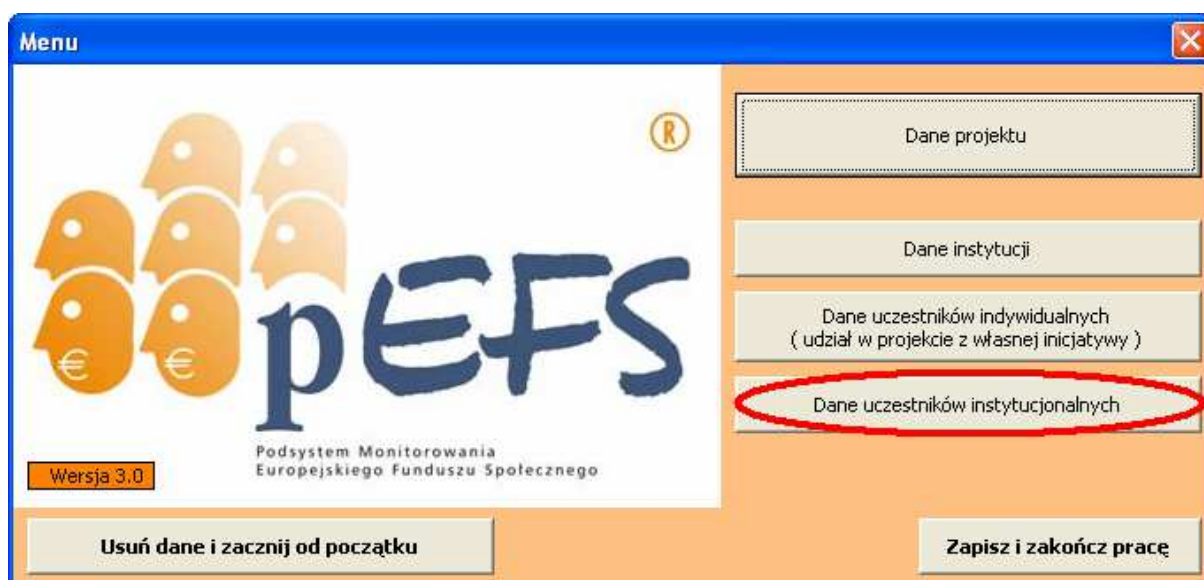 Menu
®
Dane projektu
Dane instytucji
Dane uczestników indywidualnych
( udział w projekcie z własnej inicjatywy )
Dane uczestników instytucjonalnych
€ €
pEFS
Podsystem Monitorowania
Europejskiego Funduszu Społecznego
Wersja 3.0
Usuń dane i zacznij od początku
Zapisz i zakończ pracę